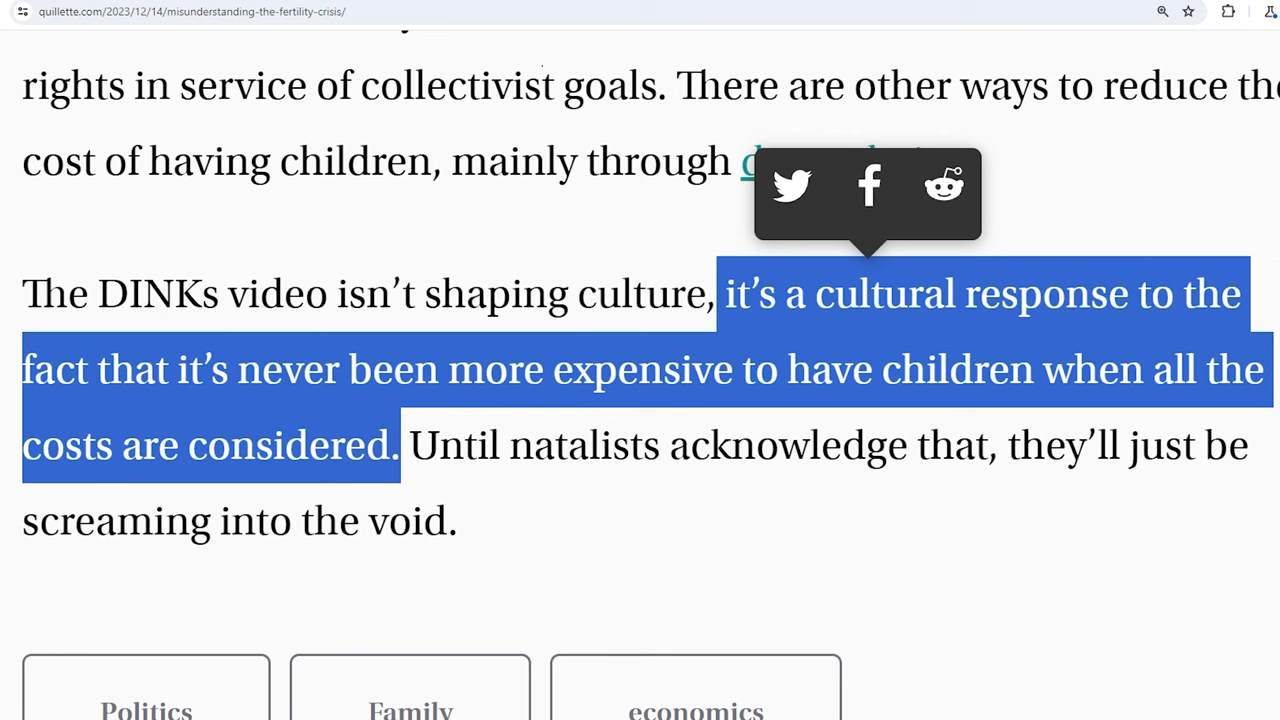 quillette.com/2023/12/14/misunderstanding-the-fertility-crisis/
rights in service of collectivist goals. There are other ways to reduce the
cost of having children, mainly through
The DINKs video isn’t shaping culture, it’s a cultural response to the
fact that it’s never been more expensive to have children when all the
costs are considered. Until natalists acknowledge that, they’ll just be
screaming into the void.
Politics
Family
economics